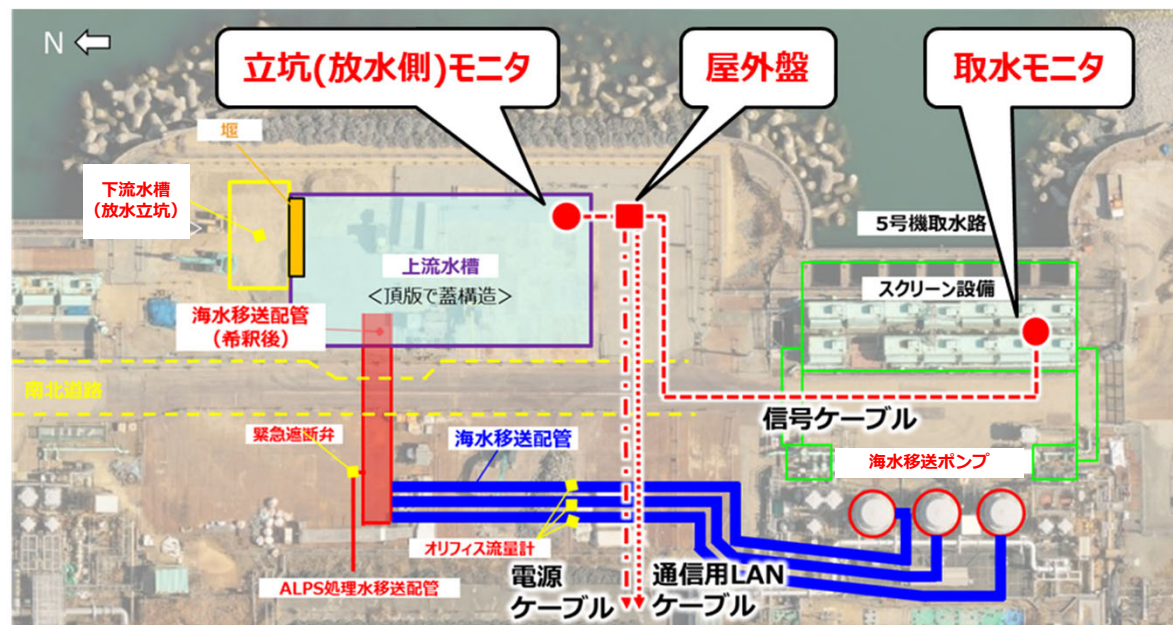 N
立坑(放水側)モニタ
屋外盤
取水モニタ
堰
下流水槽
（放水立坑）
5号機取水路
上流水槽
＜頂版で蓋構造＞
スクリーン設備
海水移送配管
（希釈後）
南北道路
信号ケーブル
緊急遮断弁
海水移送配管
海水移送ポンプ
オリフィス流量計
ALPS処理水移送配管
電源
ケーブル
通信用LAN
ケーブル